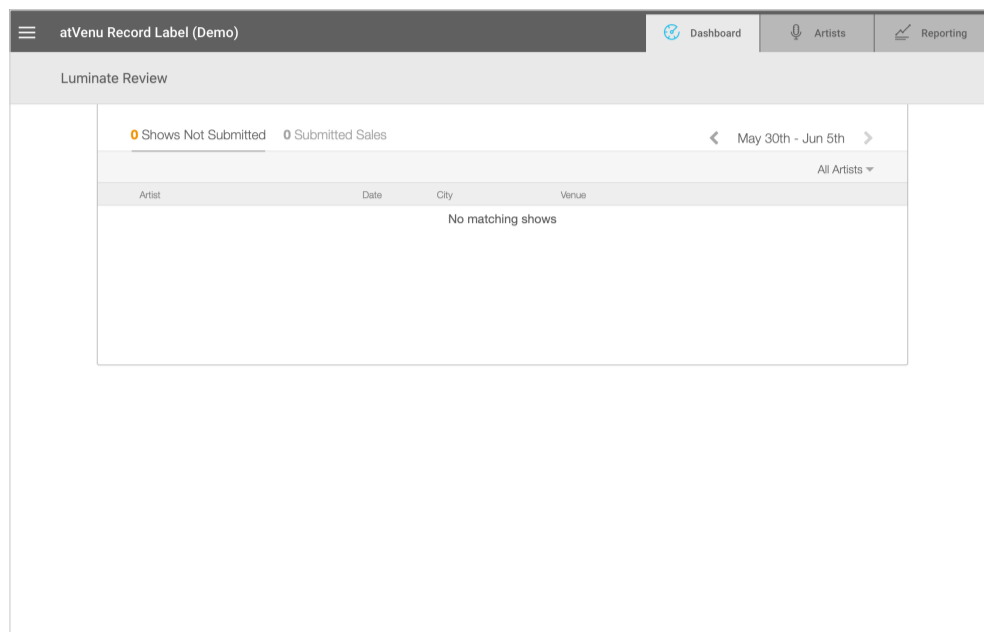 atVenu Record Label (Demo) Dashboard Artists Reporting
Luminate Review
0 Shows Not Submitted 0 Submitted Sales May 30th - Jun 5th
All Artists
Artist Date City Venue
No matching shows